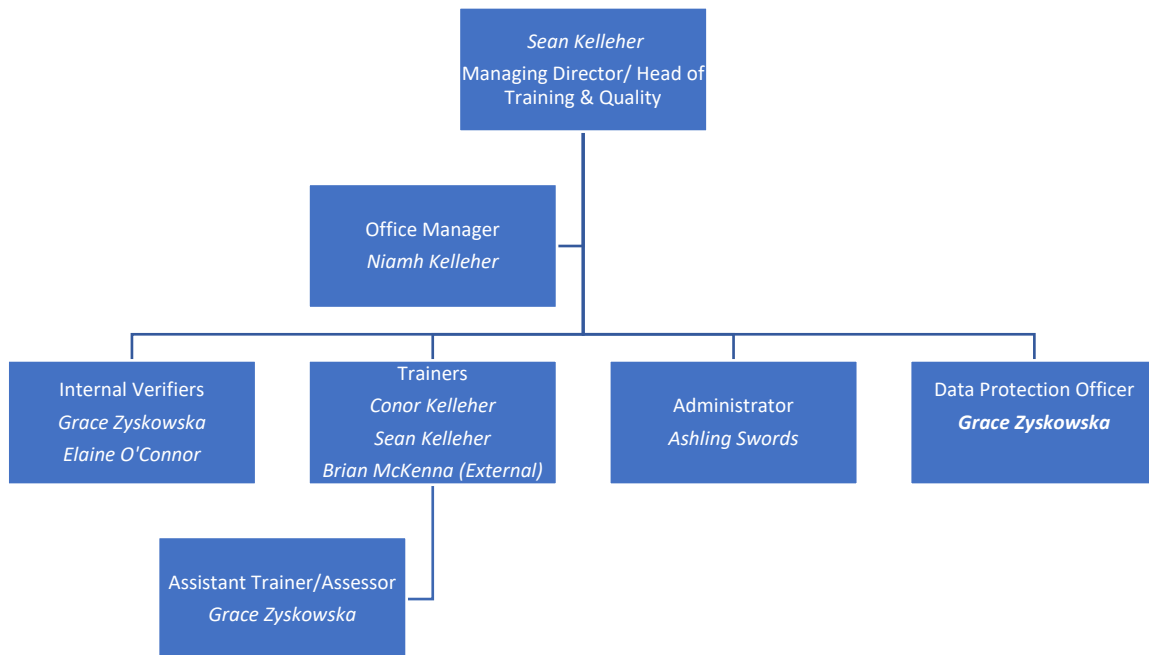 Sean Kelleher
Managing Director/ Head of
Training & Quality
Office Manager
Niamh Kelleher
Internal Verifiers
Grace Zyskowska
Elaine O'Connor
Trainers
Conor Kelleher
Sean Kelleher
Brian McKenna (External)
Administrator
Ashling Swords
Data Protection Officer
Grace Zyskowska
Assistant Trainer/Assessor
Grace Zyskowska